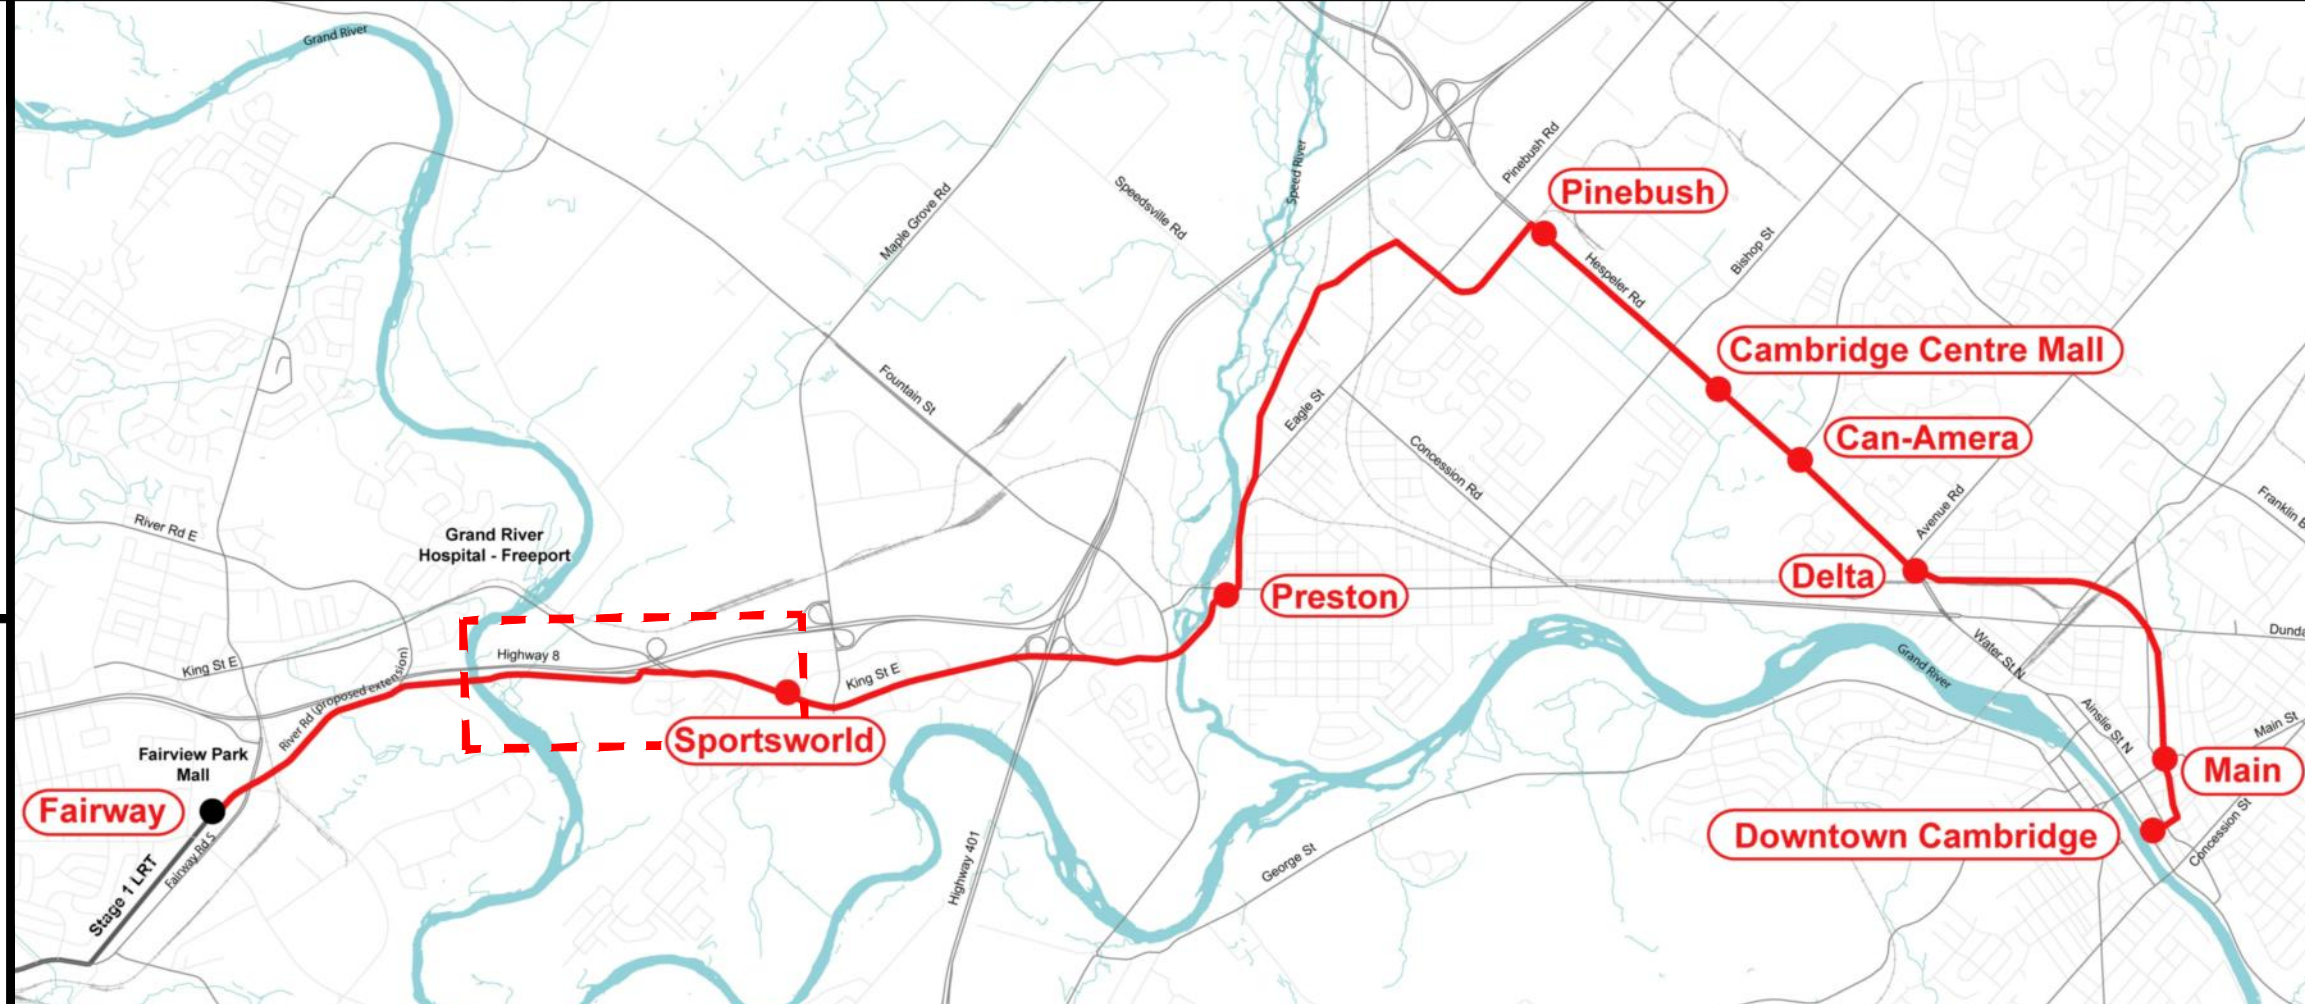 Grand River
Speed River
Pinebush Rd
Pinebush
Speedsville Rd
Maple Grove Rd
Bishop St
Hespeler Rd
Cambridge Centre Mall
Fountain St
Eagle St
Can-Amera
Concession Rd
Avenue Rd
Franklin B
River Rd E
Grand River
Hospital - Freeport
Delta
Preston
Dunda
King St E
Highway 8
Water St N
Grand River
King St E
River Rd (proposed extension)
Ainslie St N
Main St
Sportsworld
Fairview Park
Mall
Main
Fairway
Downtown Cambridge
Fairway Rd S
Stage 1 LRT
Highway 401
George St
Concession St